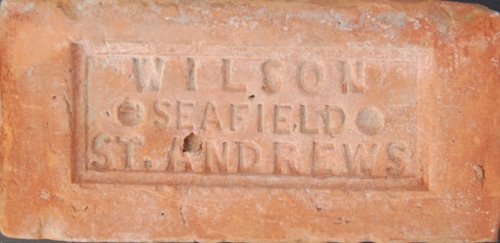 WILSON
• SEAFIELD •
ST. ANDREWS